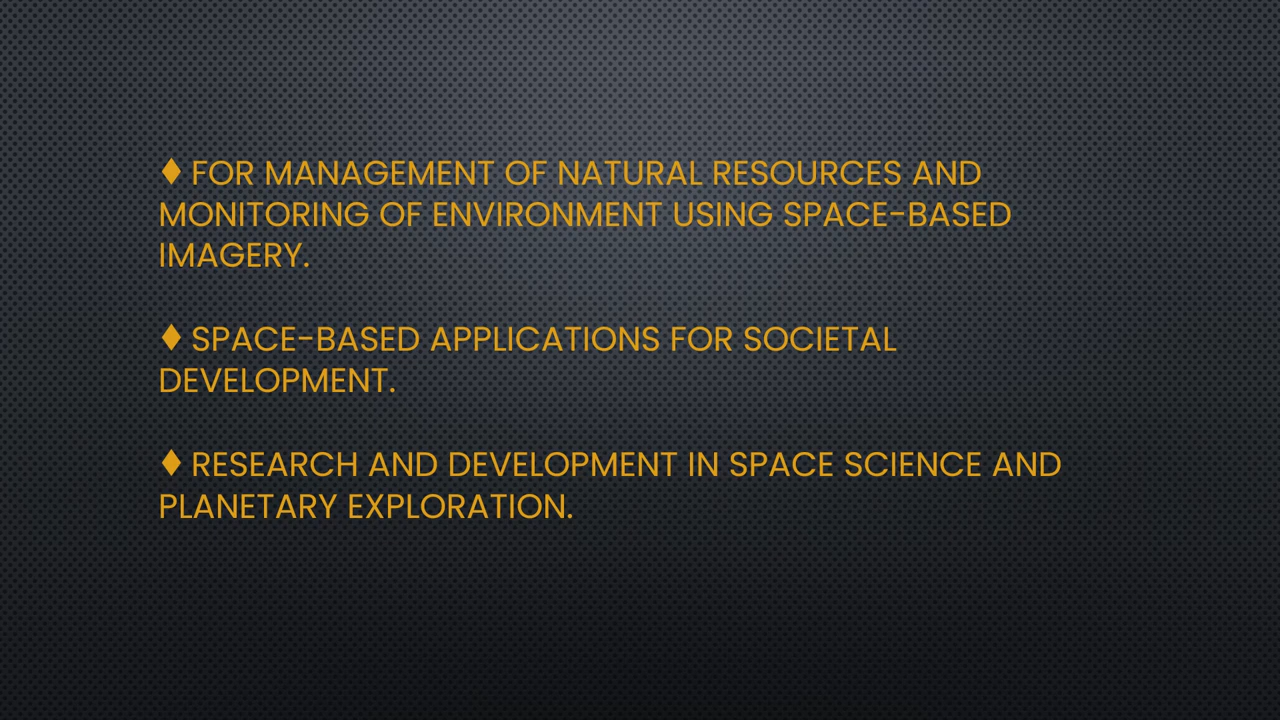 ♦ FOR MANAGEMENT OF NATURAL RESOURCES AND
MONITORING OF ENVIRONMENT USING SPACE-BASED
IMAGERY.
♦ SPACE-BASED APPLICATIONS FOR SOCIETAL
DEVELOPMENT.
♦ RESEARCH AND DEVELOPMENT IN SPACE SCIENCE AND
PLANETARY EXPLORATION.